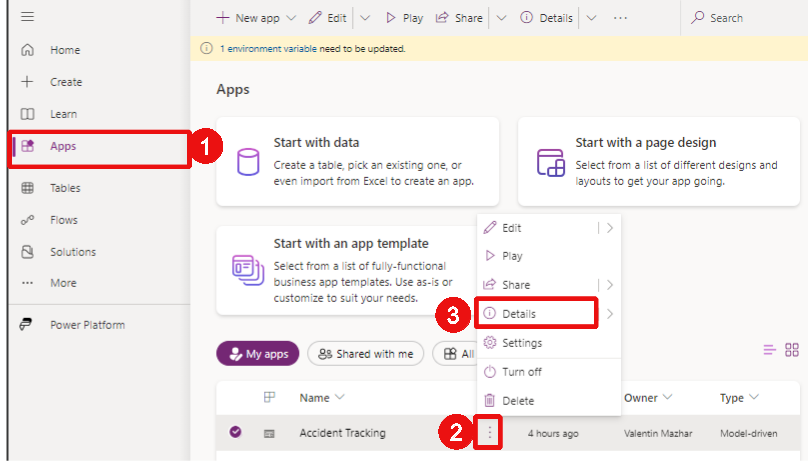 New app
Edit
Play
Share
Details
...
Search
1 environment variable need to be updated.
Home
Create
Learn
Apps
1
Tables
Flows
Solutions
More
Power Platform
Apps
Start with data
Create a table, pick an existing one, or
even import from Excel to create an app.
Start with a page design
Select from a list of different designs and
layouts to get your app going.
Start with an app template
Select from a list of fully-functional
business app templates. Use as-is or
customize to suit your needs.
Edit
Play
Share
3
Details
Settings
Turn off
Delete
My apps
Shared with me
All
Name
Owner
Type
Accident Tracking
2
4 hours ago
Valentin Mazhar
Model-driven